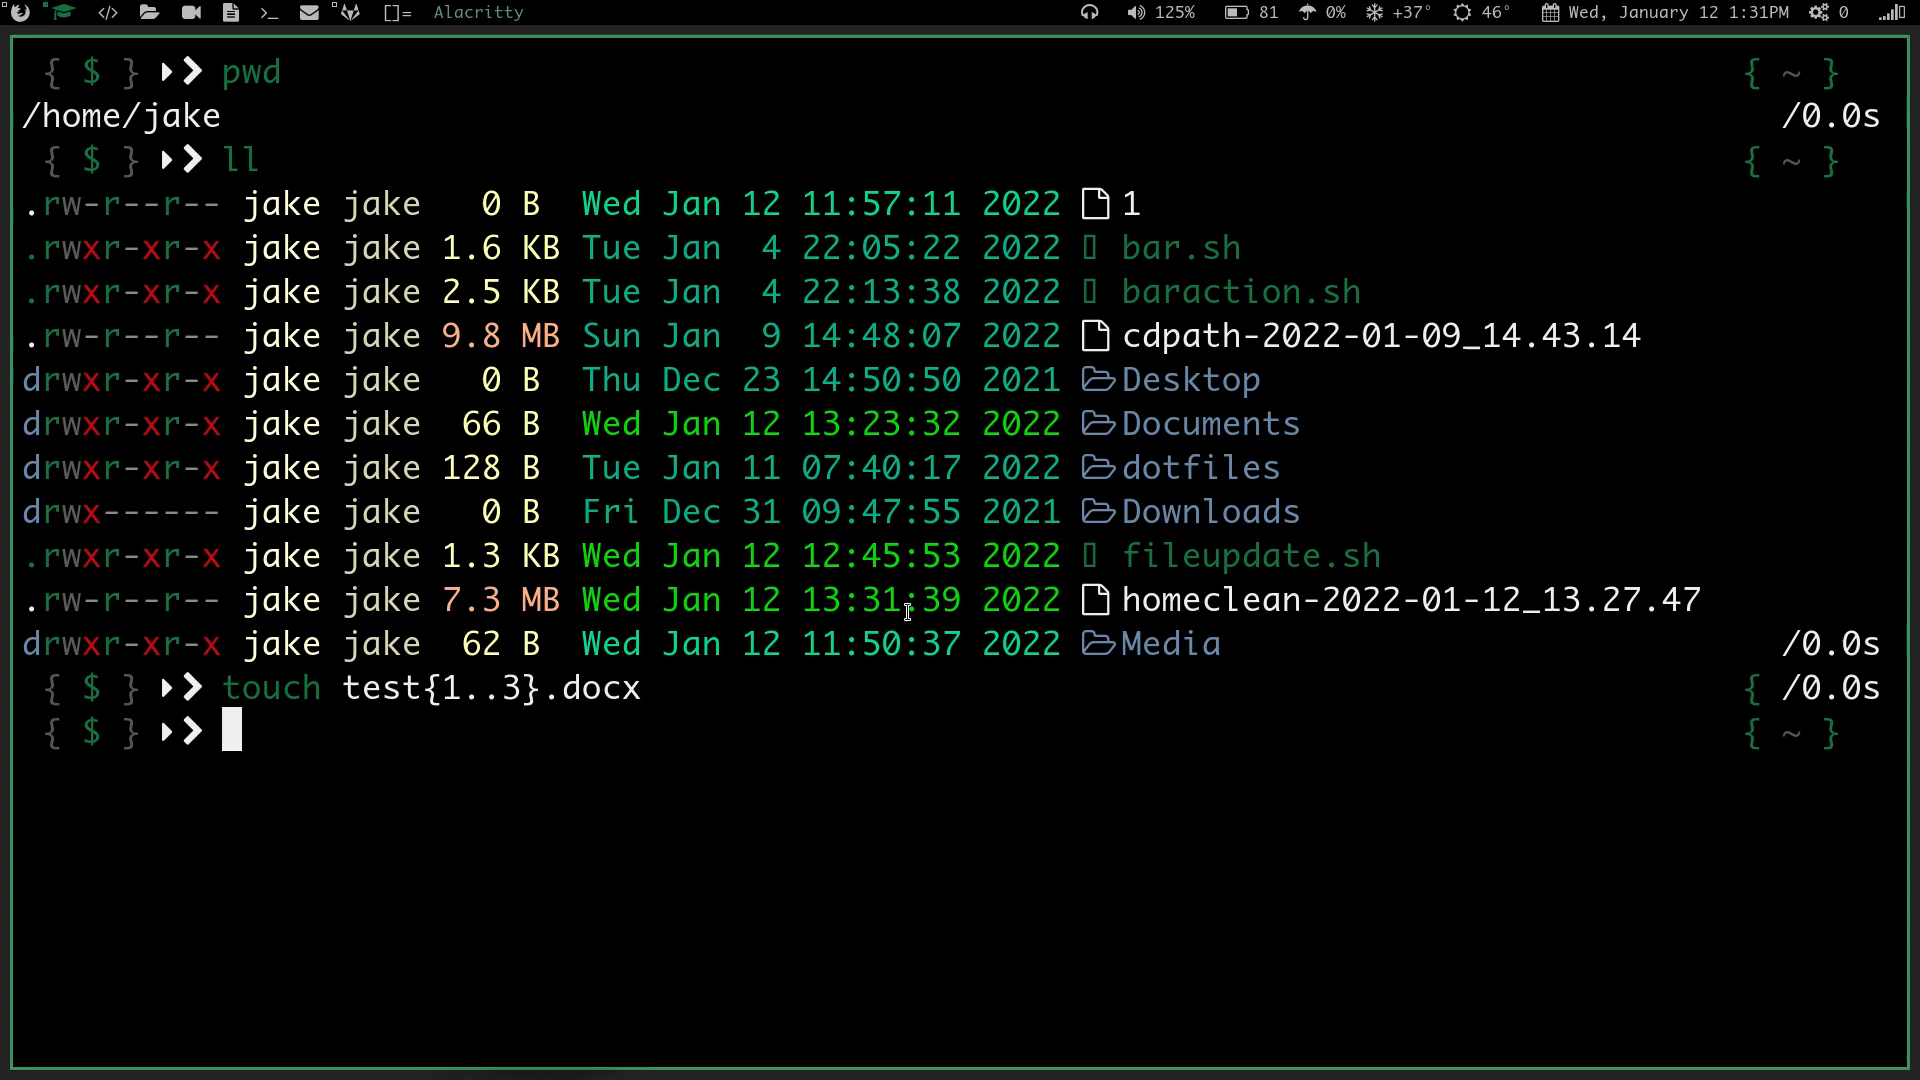 []= Alacritty 125% 81 0% +37° 46° Wed, January 12 1:31PM 0
{ $ } pwd { ~ }
/home/jake /0.0s
{ $ } ll { ~ }
.rw-r--r-- jake jake 0 B Wed Jan 12 11:57:11 2022 1
.rwxr-xr-x jake jake 1.6 KB Tue Jan 4 22:05:22 2022 bar.sh
.rwxr-xr-x jake jake 2.5 KB Tue Jan 4 22:13:38 2022 baraction.sh
.rw-r--r-- jake jake 9.8 MB Sun Jan 9 14:48:07 2022 cdpath-2022-01-09_14.43.14
drwxr-xr-x jake jake 0 B Thu Dec 23 14:50:50 2021 Desktop
drwxr-xr-x jake jake 66 B Wed Jan 12 13:23:32 2022 Documents
drwxr-xr-x jake jake 128 B Tue Jan 11 07:40:17 2022 dotfiles
drwx------ jake jake 0 B Fri Dec 31 09:47:55 2021 Downloads
.rwxr-xr-x jake jake 1.3 KB Wed Jan 12 12:45:53 2022 fileupdate.sh
.rw-r--r-- jake jake 7.3 MB Wed Jan 12 13:31:39 2022 homeclean-2022-01-12_13.27.47
drwxr-xr-x jake jake 62 B Wed Jan 12 11:50:37 2022 Media /0.0s
{ $ } touch test{1..3}.docx { /0.0s
{ $ } { ~ }